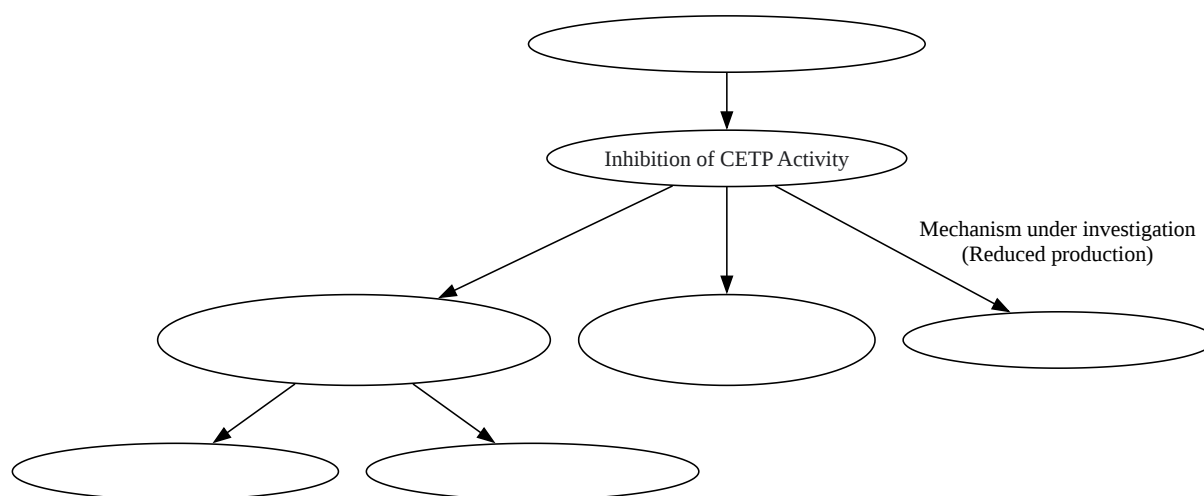 Inhibition of CETP Activity
Mechanism under investigation
(Reduced production)